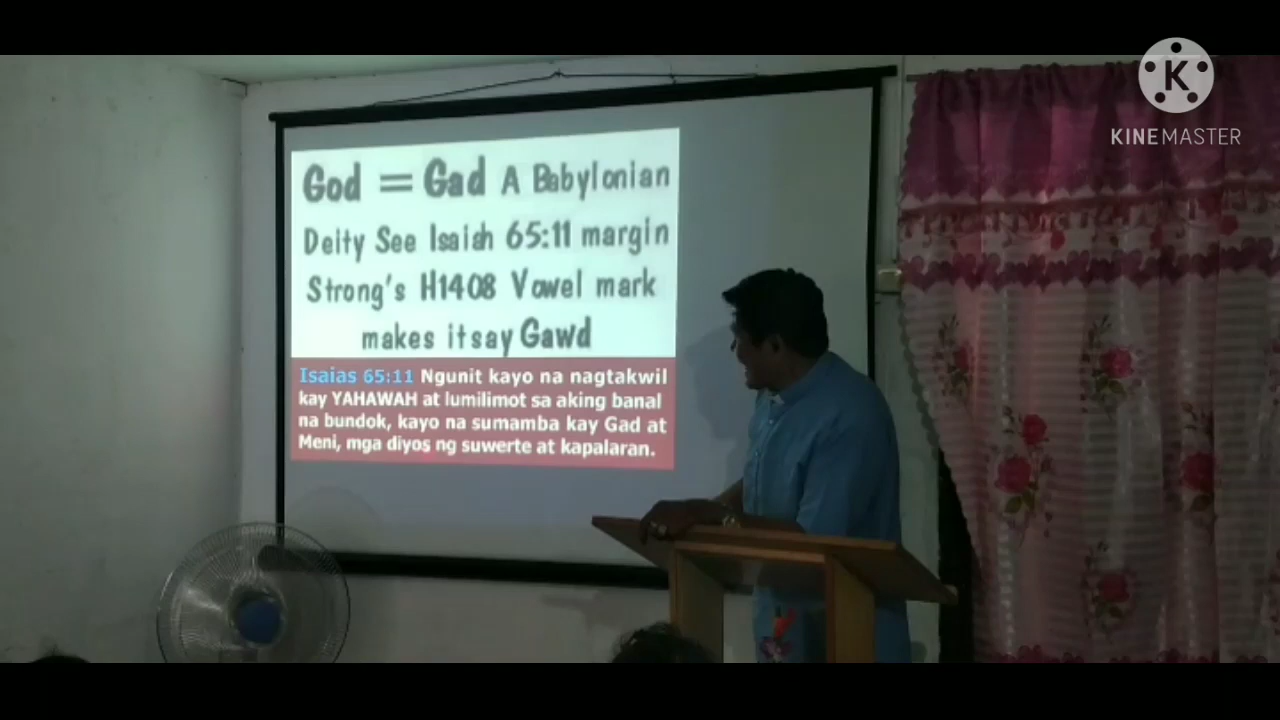 God = Gad A Babylonian
Deity See Isaiah 65:11 margin
Strong's H1408 Vowel mark
makes it say Gawd
Isaias 65:11 Ngunit kayo na nagtakwil
kay YAHAWAH at lumilimot sa aking banal
na bundok, kayo na sumamba kay Gad at
Meni, mga diyos ng suwerte at kapalaran.
K
KINEMASTER